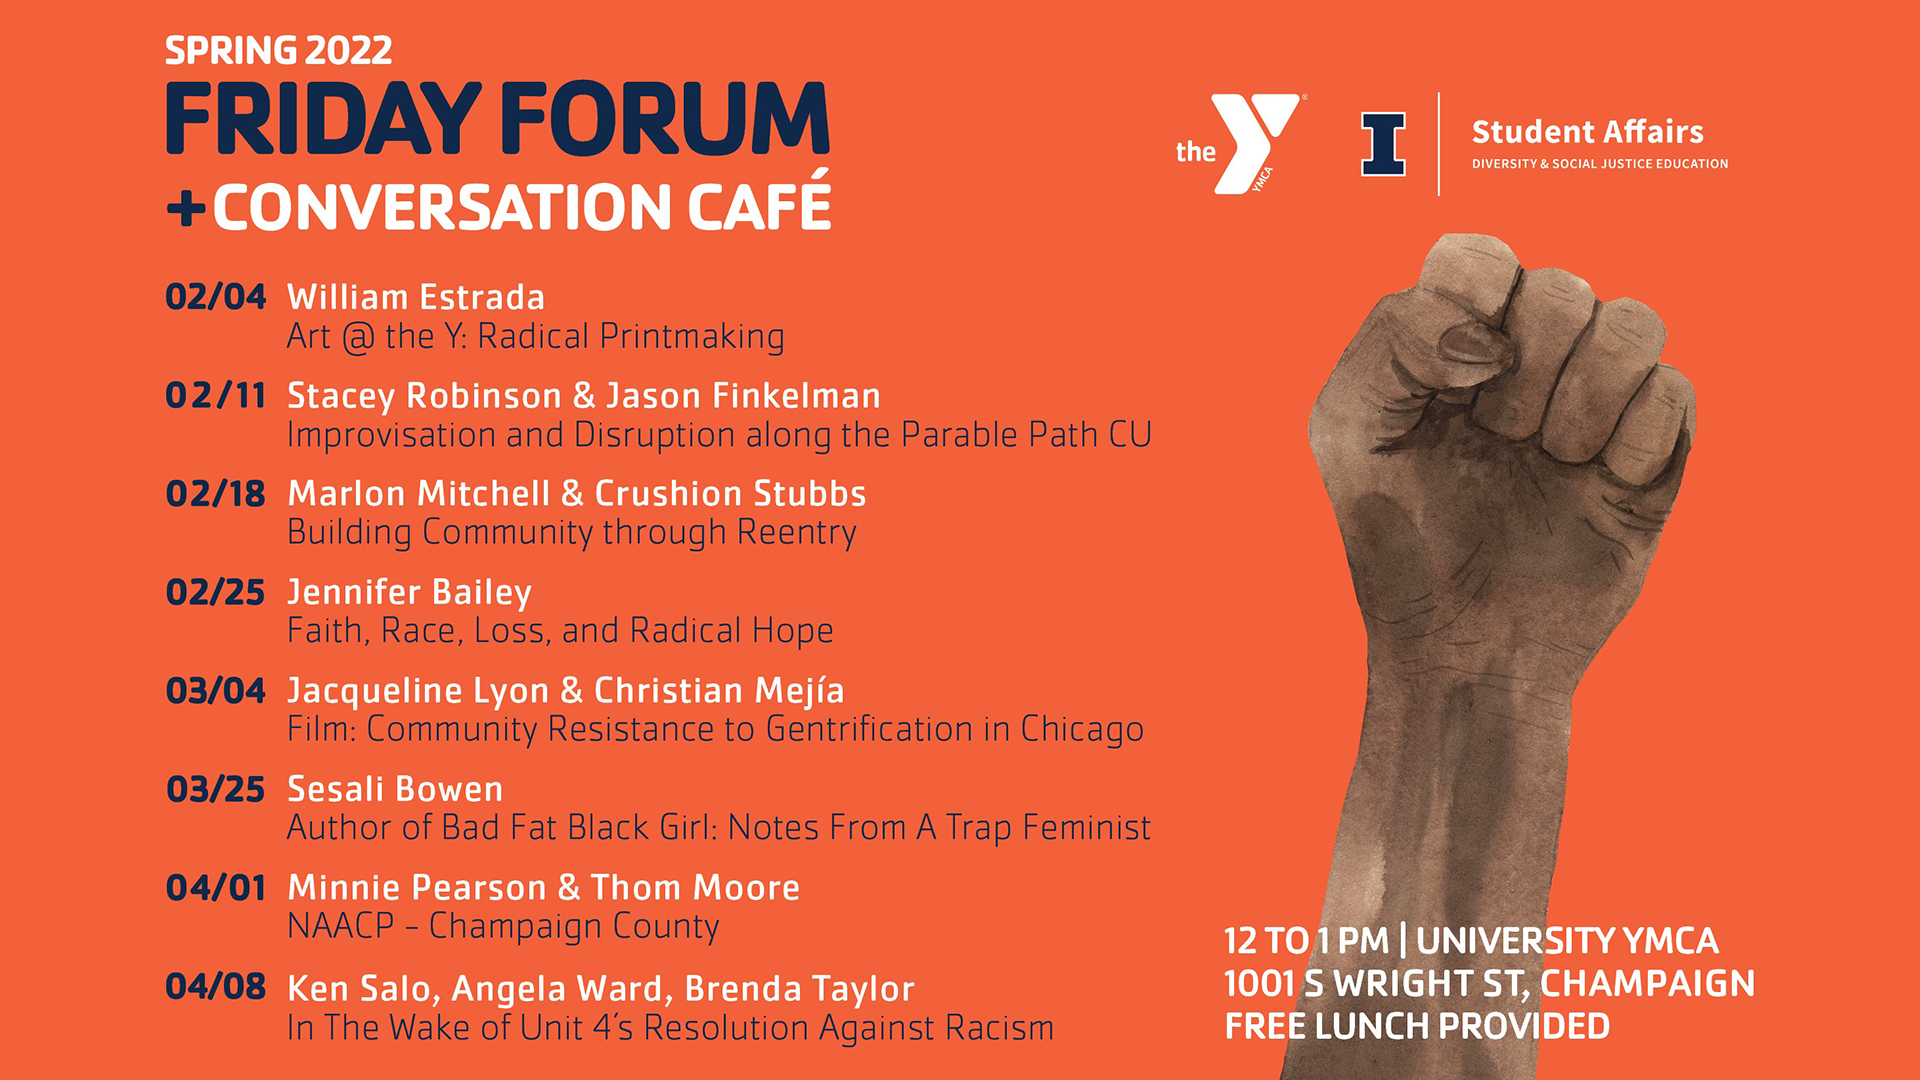 SPRING 2022
FRIDAY FORUM
+CONVERSATION CAFÉ
the YMCA®
I
Student Affairs
DIVERSITY & SOCIAL JUSTICE EDUCATION
02/04 William Estrada
Art @ the Y: Radical Printmaking
02/11 Stacey Robinson & Jason Finkelman
Improvisation and Disruption along the Parable Path CU
02/18 Marlon Mitchell & Crushion Stubbs
Building Community through Reentry
02/25 Jennifer Bailey
Faith, Race, Loss, and Radical Hope
03/04 Jacqueline Lyon & Christian Mejía
Film: Community Resistance to Gentrification in Chicago
03/25 Sesali Bowen
Author of Bad Fat Black Girl: Notes From A Trap Feminist
04/01 Minnie Pearson & Thom Moore
NAACP - Champaign County
04/08 Ken Salo, Angela Ward, Brenda Taylor
In The Wake of Unit 4's Resolution Against Racism
12 TO 1 PM | UNIVERSITY YMCA
1001 S WRIGHT ST, CHAMPAIGN
FREE LUNCH PROVIDED